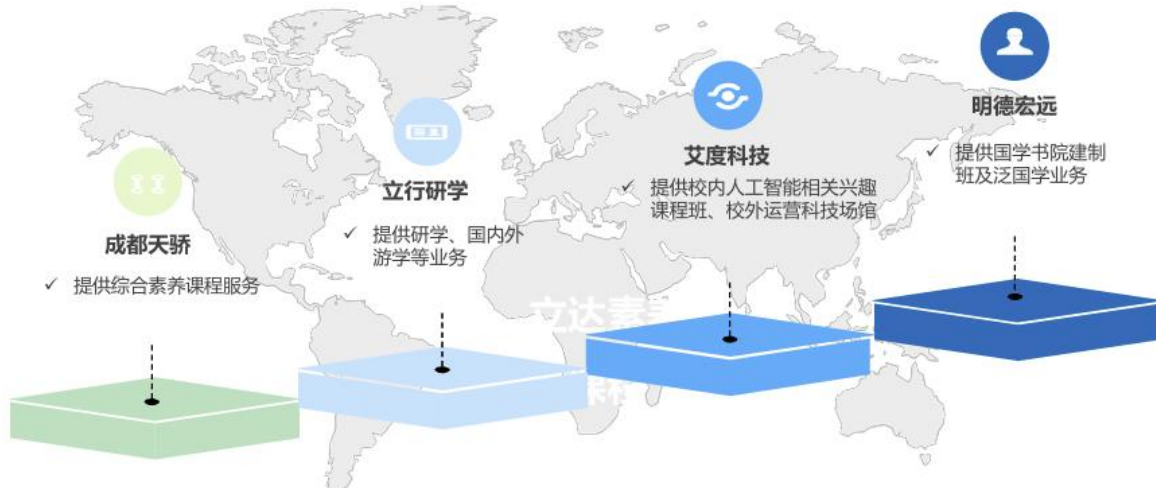 成都天骄
✓ 提供综合素养课程服务
立行研学
✓ 提供研学、国内外
游学等业务
艾度科技
✓ 提供校内人工智能相关兴趣
课程班、校外运营科技场馆
明德宏远
✓ 提供国学书院建制
班及泛国学业务
立达素